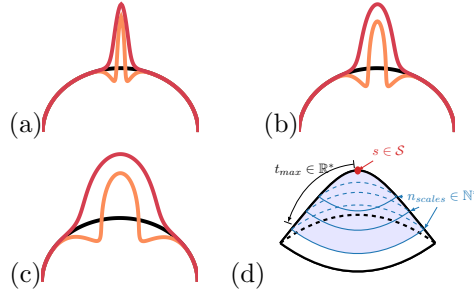 (a)
(b)
(c)
(d)
s ∈ 𝒮
t_{max} ∈ ℝ*
n_{scales} ∈ ℕ*